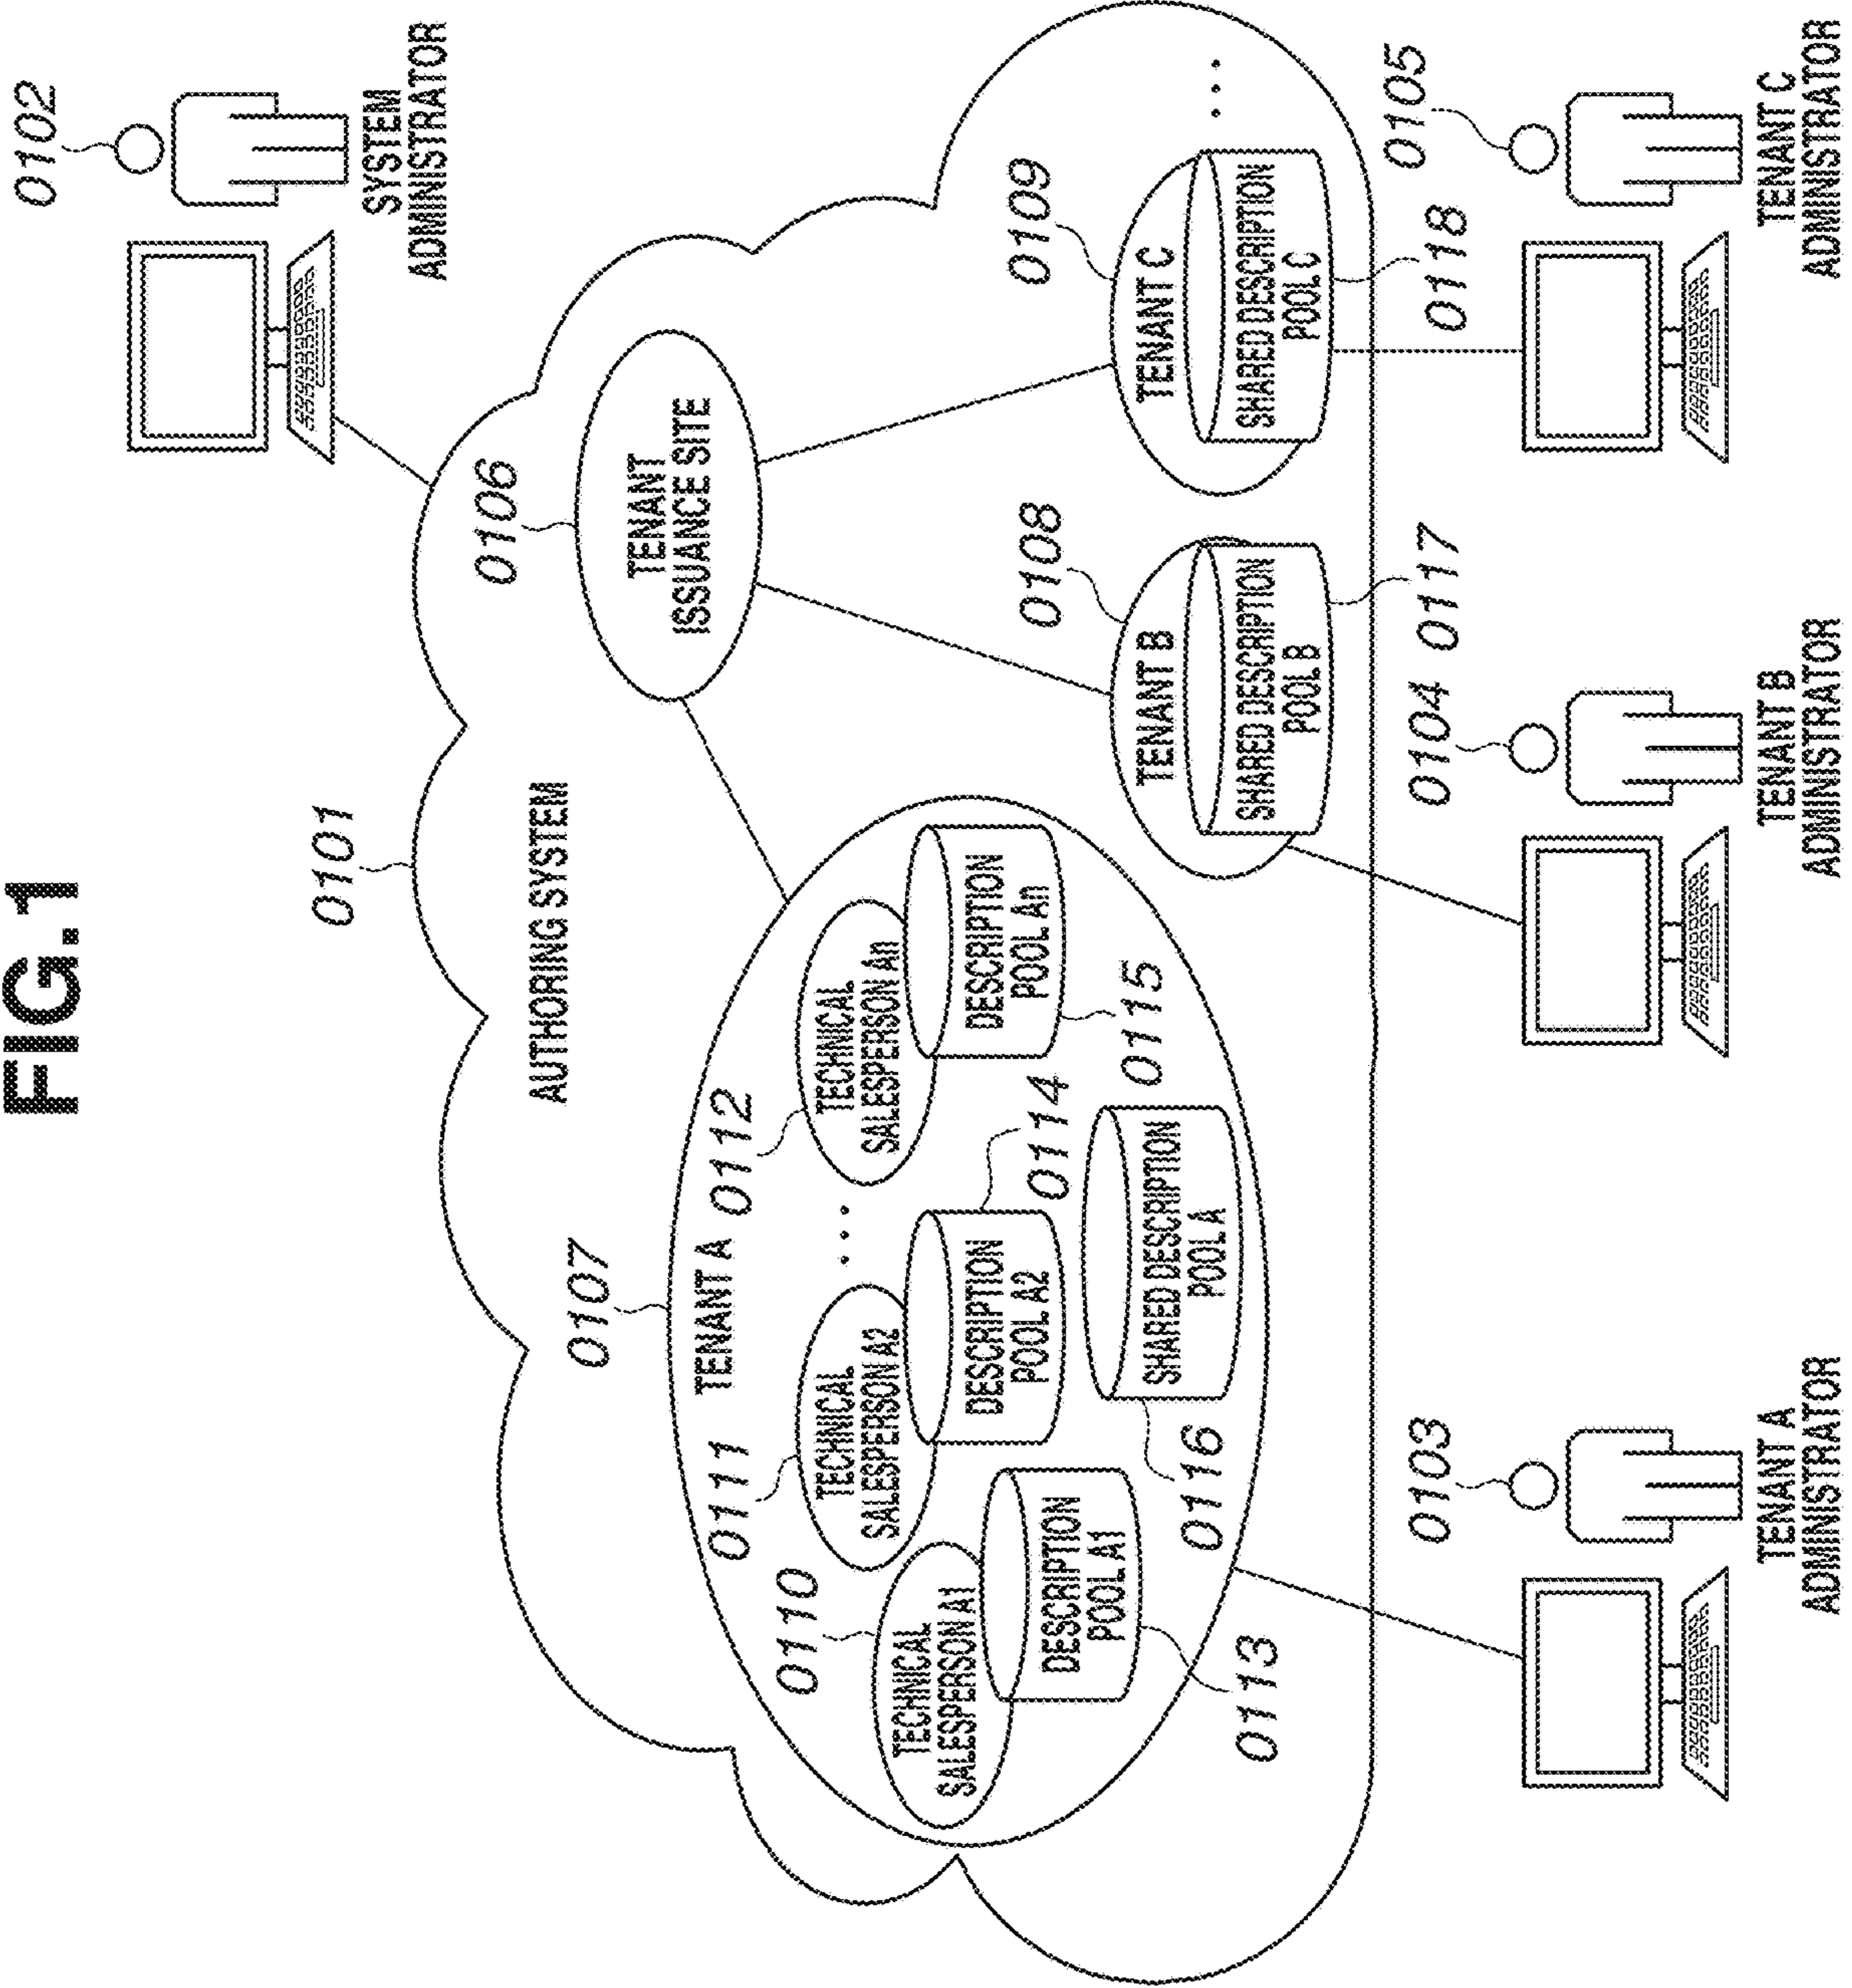 FIG.1
0102
SYSTEM
ADMINISTRATOR
0101
AUTHORING SYSTEM
0106
TENANT
ISSUANCE SITE
0107
TENANT A
0110
TECHNICAL
SALESPERSON A1
0113
DESCRIPTION
POOL A1
0111
TECHNICAL
SALESPERSON A2
0114
DESCRIPTION
POOL A2
...
0112
TECHNICAL
SALESPERSON An
0115
DESCRIPTION
POOL An
0116
SHARED DESCRIPTION
POOL A
0108
TENANT B
SHARED DESCRIPTION
POOL B
0117
0109
TENANT C
SHARED DESCRIPTION
POOL C
0118
...
0103
TENANT A
ADMINISTRATOR
0104
TENANT B
ADMINISTRATOR
0105
TENANT C
ADMINISTRATOR